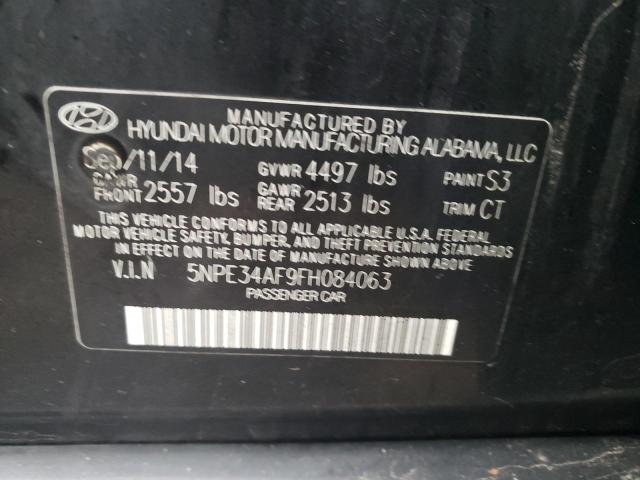 MANUFACTURED BY
HYUNDAI MOTOR MANUFACTURING ALABAMA, LLC
Sep/11/14 GVWR 4497 lbs PAINT S3
GAWR FRONT 2557 lbs GAWR REAR 2513 lbs TRIM CT
THIS VEHICLE CONFORMS TO ALL APPLICABLE U.S.A. FEDERAL
MOTOR VEHICLE SAFETY, BUMPER, AND THEFT PREVENTION STANDARDS
IN EFFECT ON THE DATE OF MANUFACTURE SHOWN ABOVE
V.I.N 5NPE34AF9FH084063
PASSENGER CAR